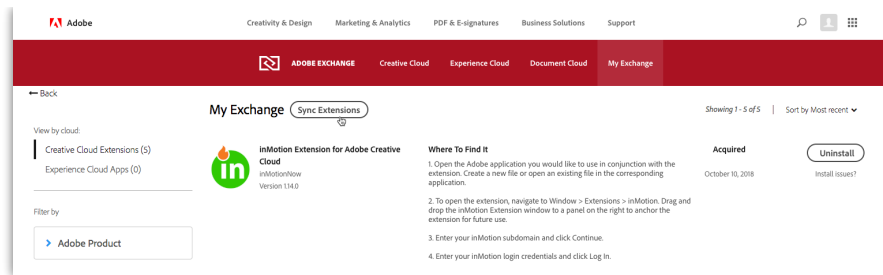 Adobe
Creativity & Design Marketing & Analytics PDF & E-signatures Business Solutions Support
ADOBE EXCHANGE Creative Cloud Experience Cloud Document Cloud My Exchange
Back
My Exchange Sync Extensions Showing 1 - 5 of 5 | Sort by Most recent
View by cloud:
Creative Cloud Extensions (5)
Experience Cloud Apps (0)
Filter by
Adobe Product
in
inMotion Extension for Adobe Creative
Cloud
inMotionNow
Version 1.14.0
Where To Find It
1. Open the Adobe application you would like to use in conjunction with the
extension. Create a new file or open an existing file in the corresponding
application.
2. To open the extension, navigate to Window > Extensions > inMotion. Drag and
drop the inMotion Extension window to a panel on the right to anchor the
extension for future use.
3. Enter your inMotion subdomain and click Continue.
4. Enter your inMotion login credentials and click Log In.
Acquired
October 10, 2018
Uninstall
Install issues?